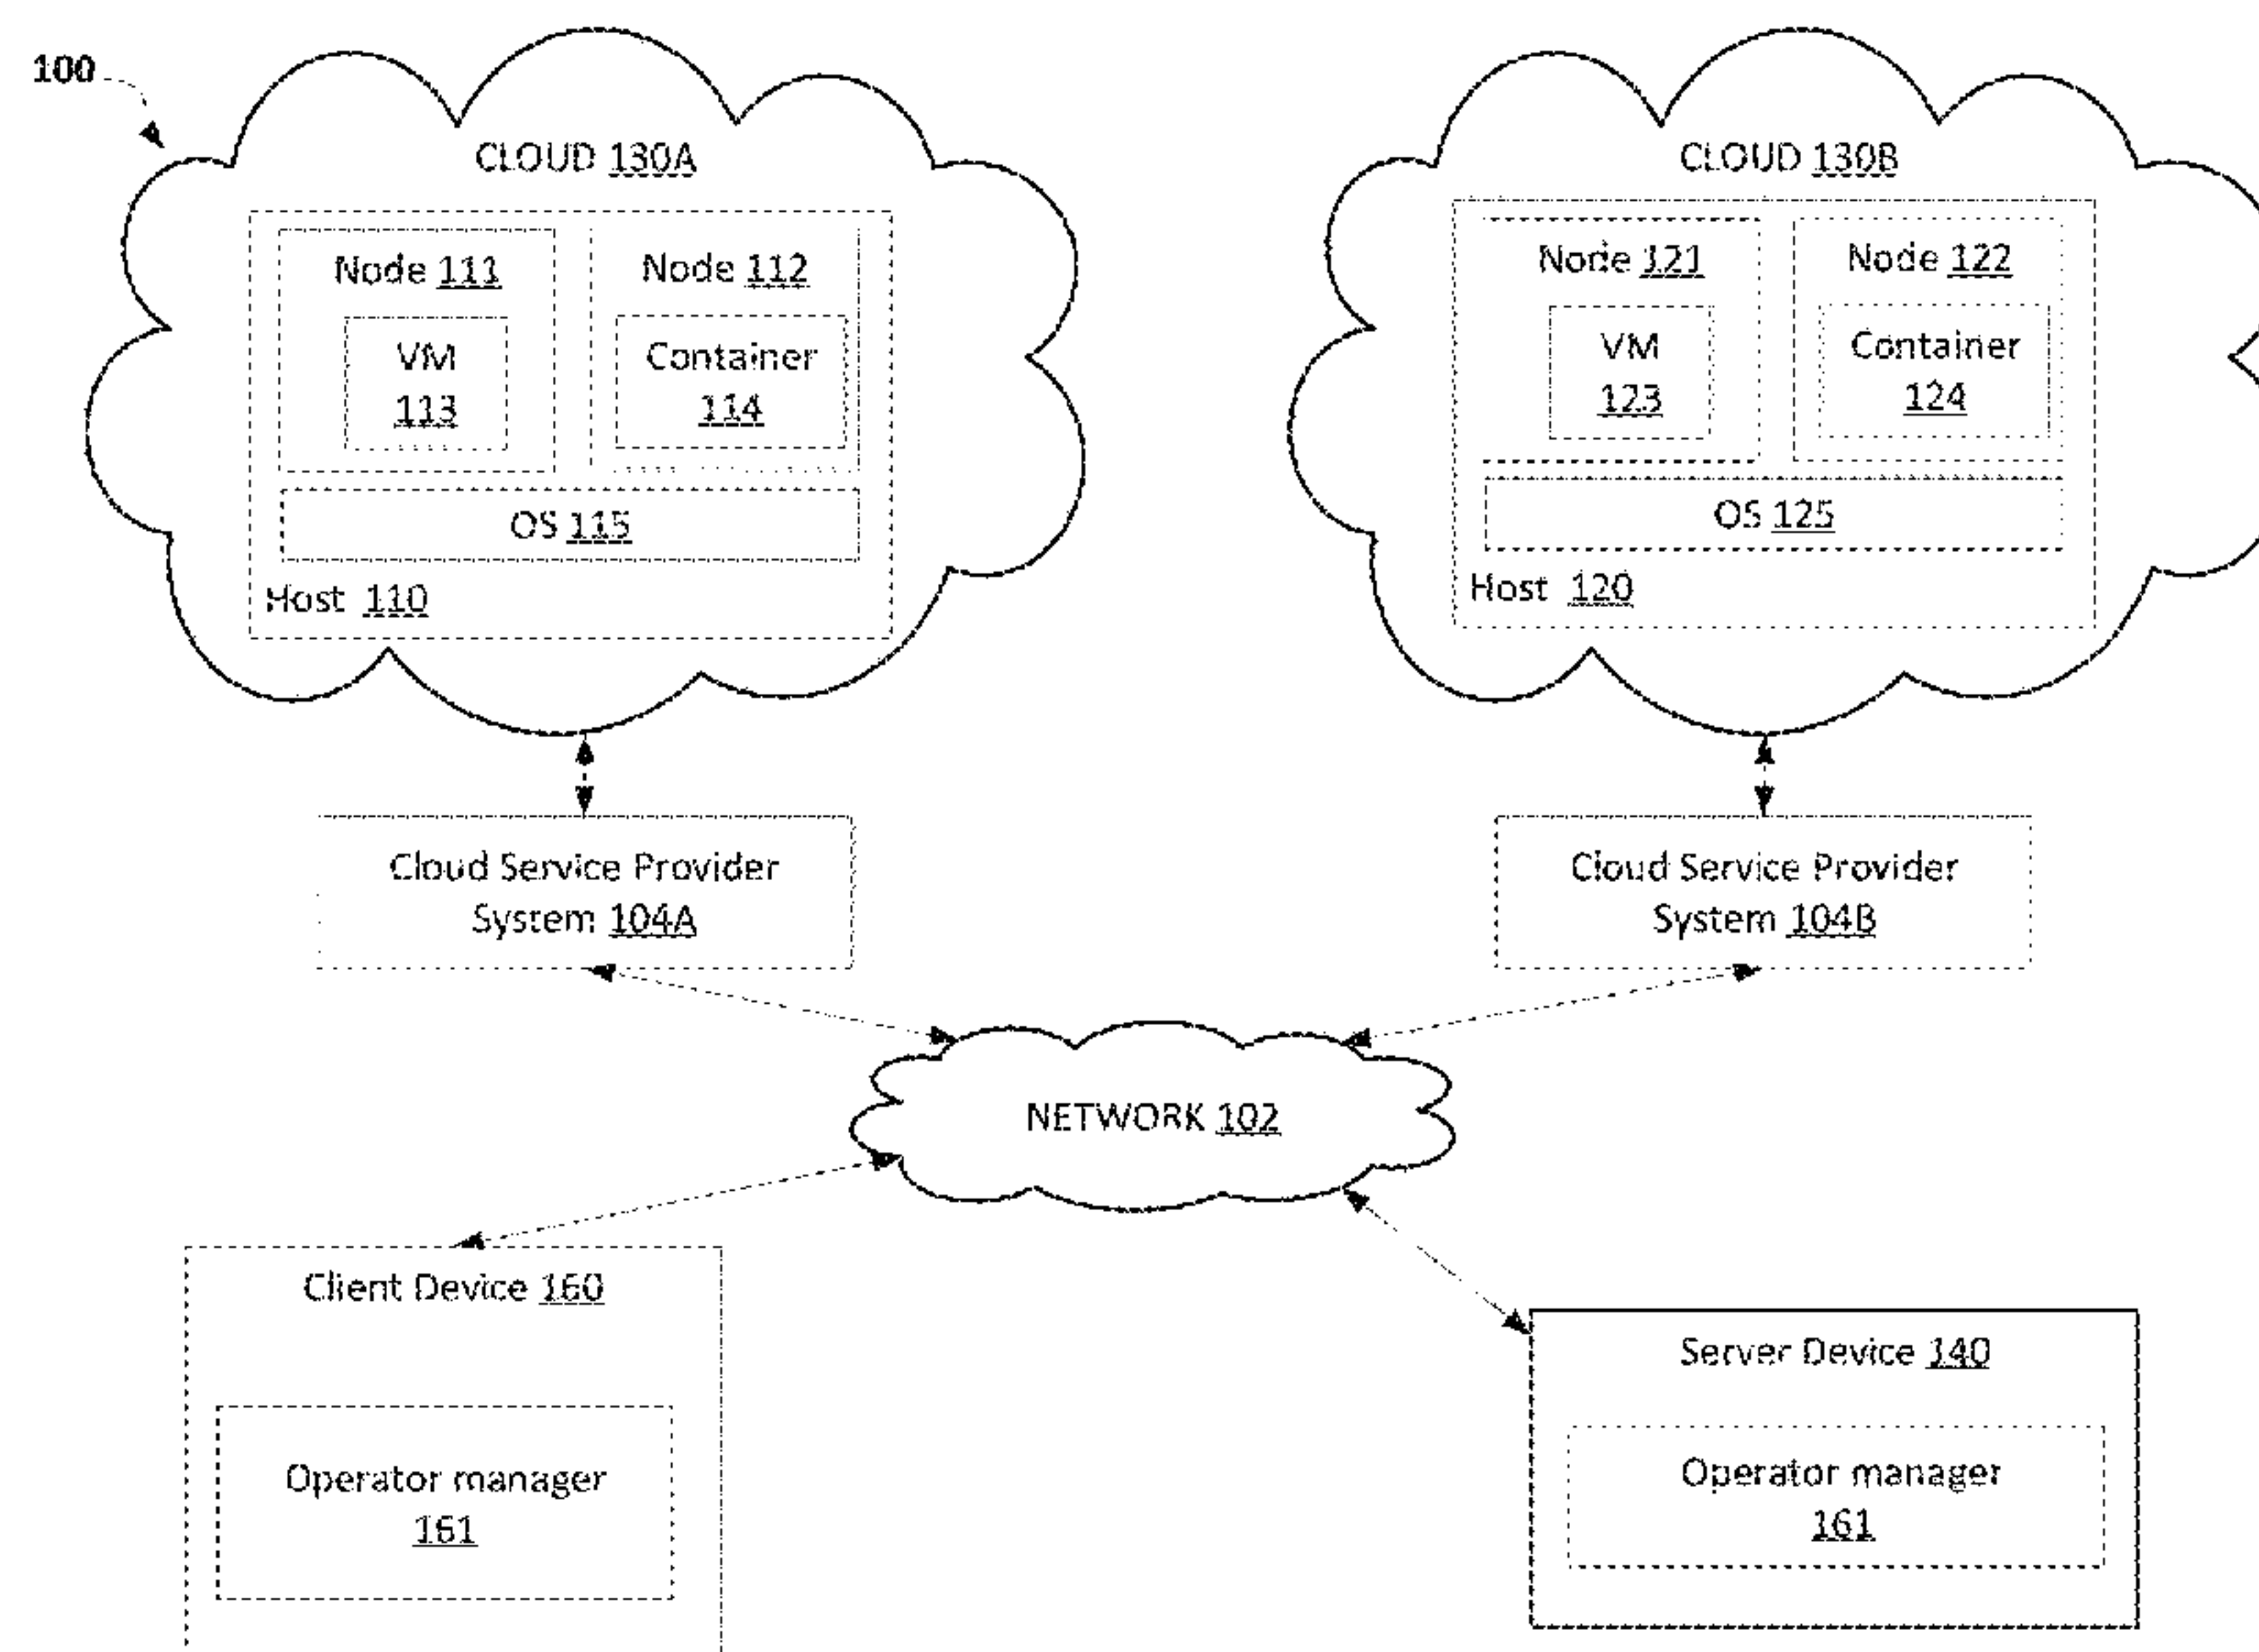 100
CLOUD 130A
Node 111
Node 112
VM
113
Container
114
OS 115
Host 110
CLOUD 130B
Node 121
Node 122
VM
123
Container
124
OS 125
Host 120
Cloud Service Provider
System 104A
Cloud Service Provider
System 104B
NETWORK 102
Client Device 160
Operator manager
161
Server Device 140
Operator manager
161